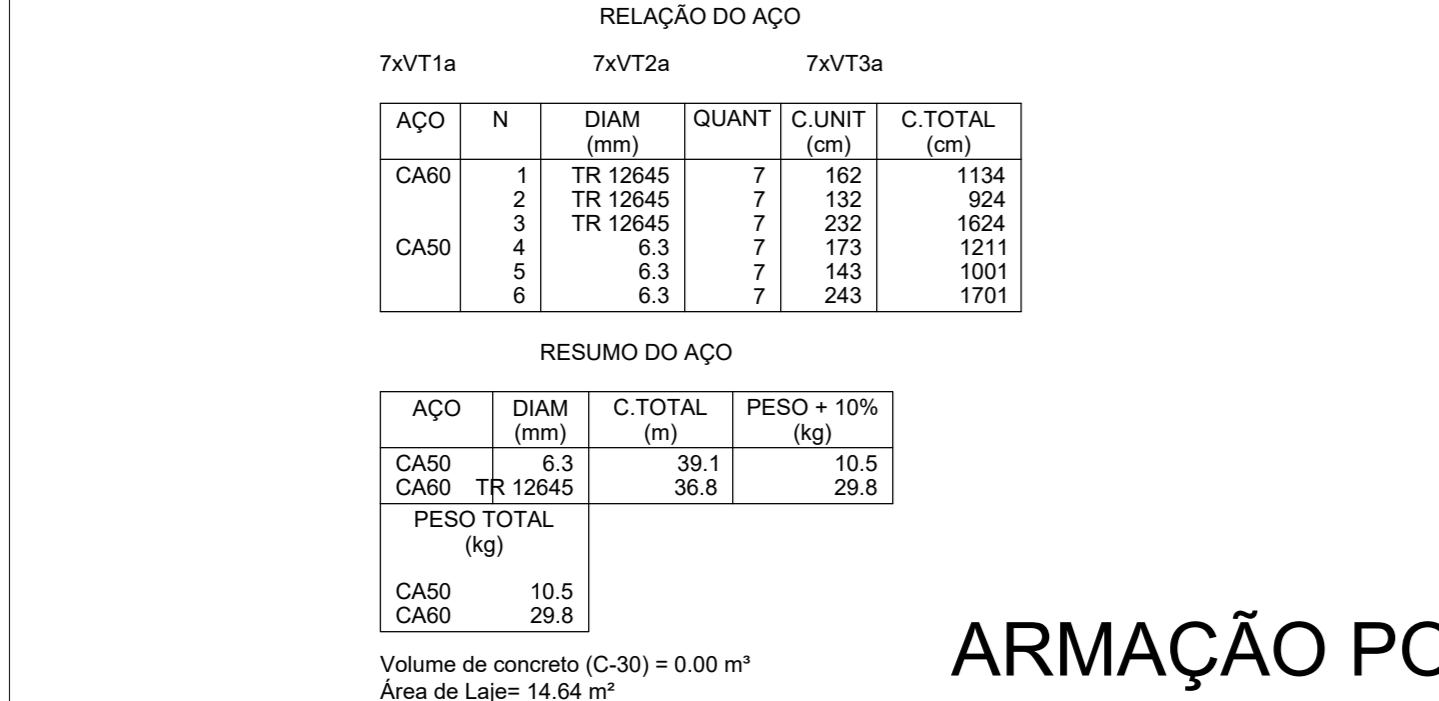 RELAÇÃO DO AÇO
7xVT1a 7xVT2a 7xVT3a
AÇO N DIAM QUANT C.UNIT C.TOTAL
(mm) (cm) (cm)
CA60 1 TR 12645 7 162 1134
2 TR 12645 7 132 924
3 TR 12645 7 232 1624
CA50 4 6.3 7 173 1211
5 6.3 7 143 1001
6 6.3 7 243 1701
RESUMO DO AÇO
AÇO DIAM C.TOTAL PESO + 10%
(mm) (m) (kg)
CA50 6.3 39.1 10.5
CA60 TR 12645 36.8 29.8
PESO TOTAL
(kg)
CA50 10.5
CA60 29.8
Volume de concreto (C-30) = 0.00 m³
Área de Laje= 14.64 m²
ARMAÇÃO PO